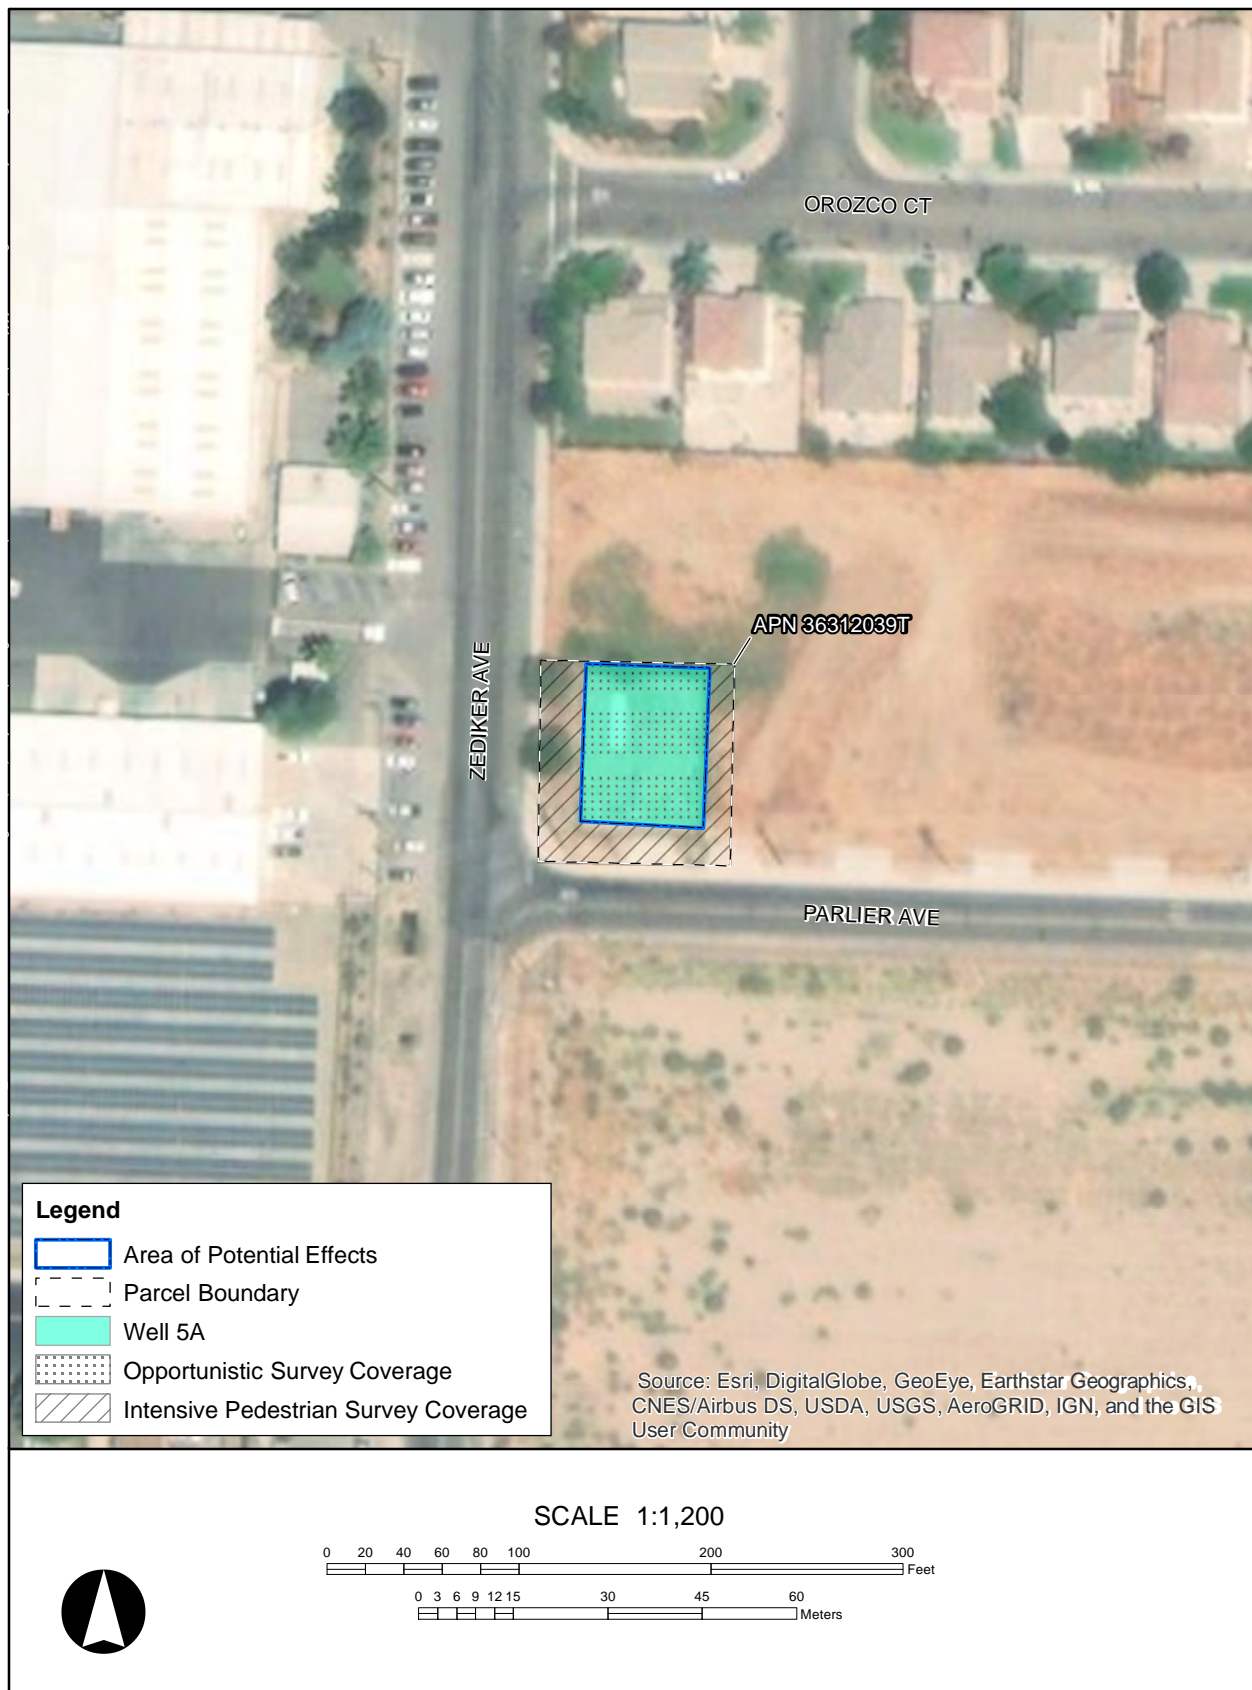 OROZCO CT
APN 36312039T
ZEDIKER AVE
PARLIER AVE
Legend
Area of Potential Effects
Parcel Boundary
Well 5A
Opportunistic Survey Coverage
Intensive Pedestrian Survey Coverage
Source: Esri, DigitalGlobe, GeoEye, Earthstar Geographics,
CNES/Airbus DS, USDA, USGS, AeroGRID, IGN, and the GIS
User Community
SCALE 1:1,200
0 20 40 60 80 100 200 300
Feet
0 3 6 9 12 15 30 45 60
Meters